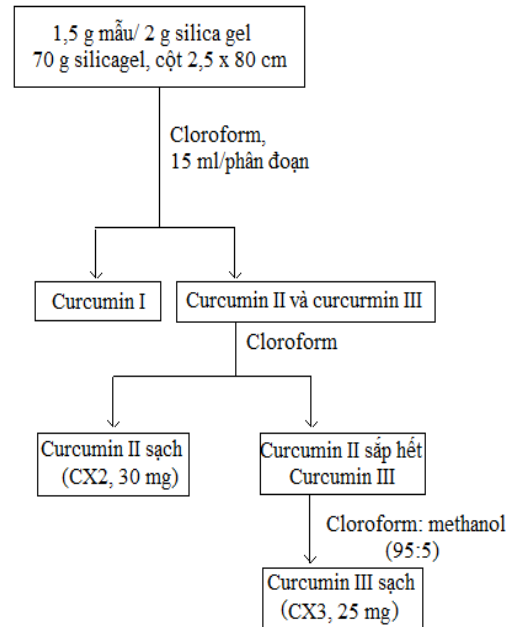 1,5 g mẫu/ 2 g silica gel
70 g silicagel, cột 2,5 x 80 cm
Cloroform,
15 ml/phân đoạn
Curcumin I
Curcumin II và curcurmin III
Cloroform
Curcumin II sạch
(CX2, 30 mg)
Curcumin II sắp hết
Curcumin III
Cloroform: methanol
(95:5)
Curcumin III sạch
(CX3, 25 mg)